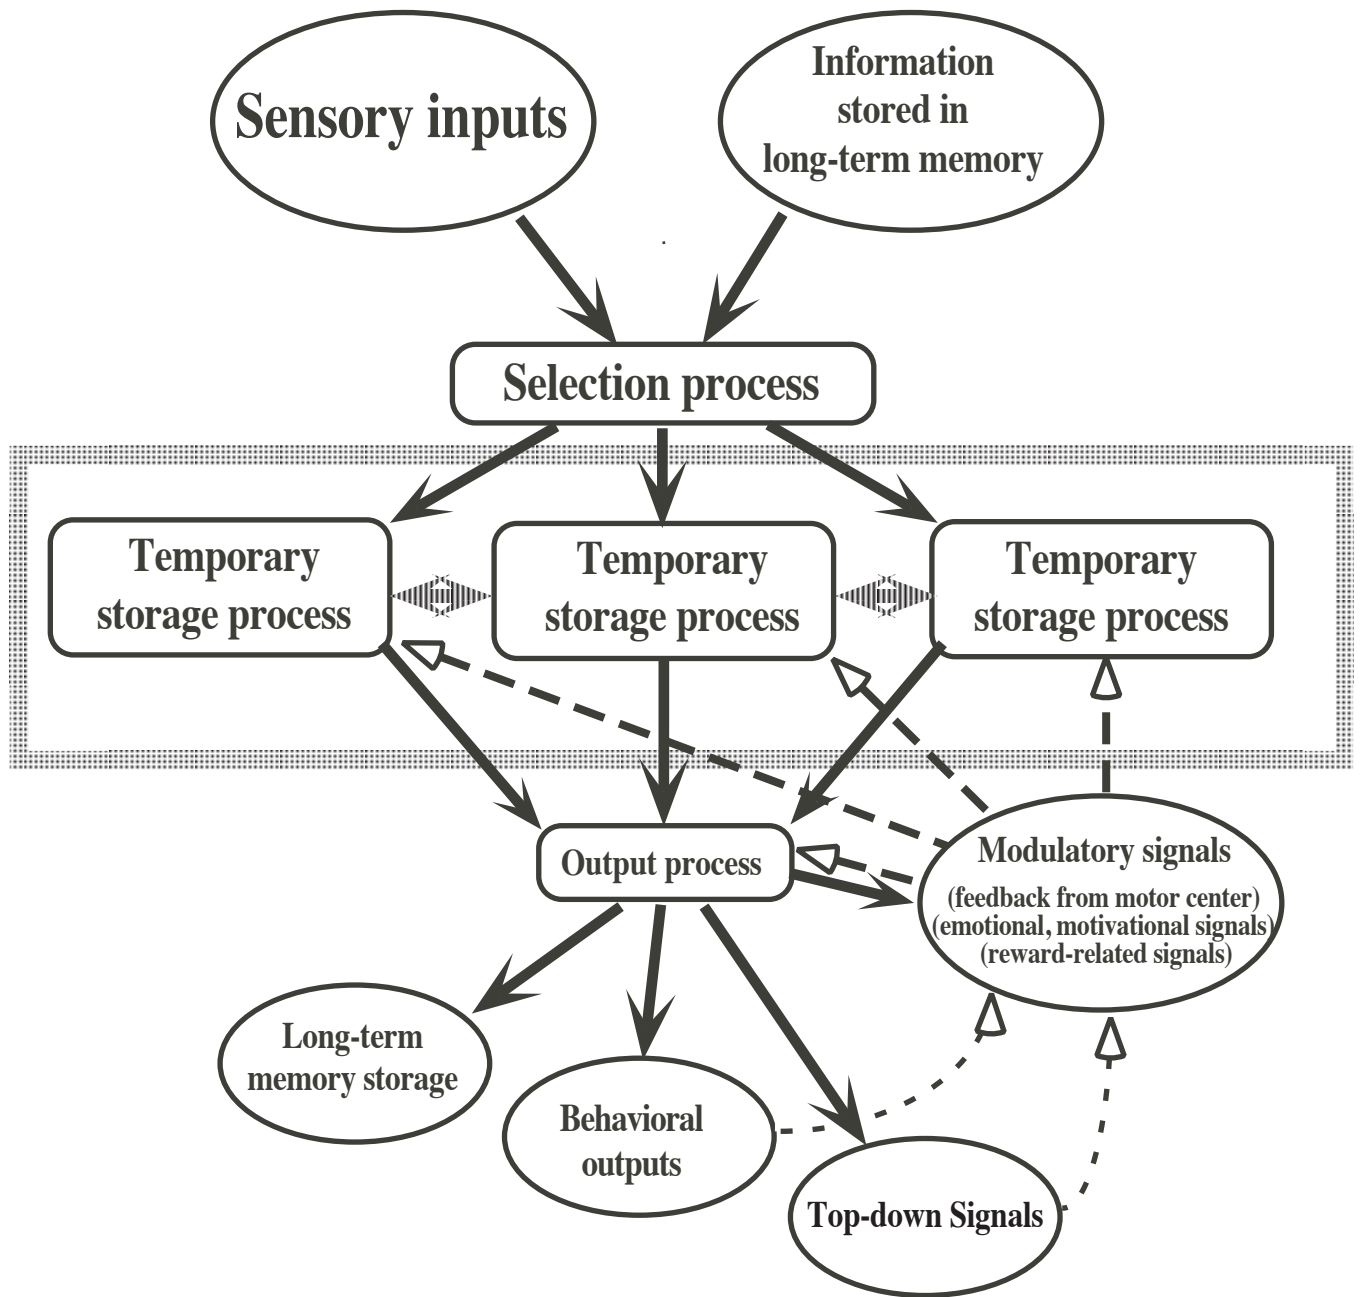 Sensory inputs
Information
stored in
long-term memory
Selection process
Temporary
storage process
Temporary
storage process
Temporary
storage process
Output process
Modulatory signals
(feedback from motor center)
(emotional, motivational signals)
(reward-related signals)
Long-term
memory storage
Behavioral
outputs
Top-down Signals